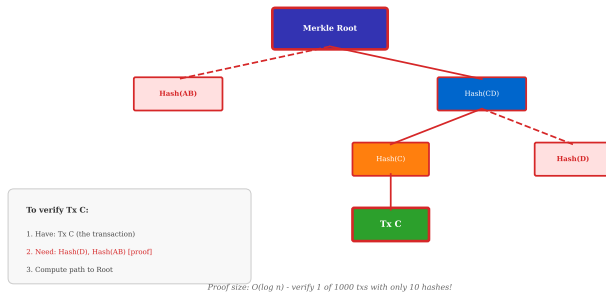 Merkle Root
Hash(AB)
Hash(CD)
Hash(C)
Hash(D)
Tx C
To verify Tx C:
1. Have: Tx C (the transaction)
2. Need: Hash(D), Hash(AB) [proof]
3. Compute path to Root
Proof size: O(log n) - verify 1 of 1000 txs with only 10 hashes!